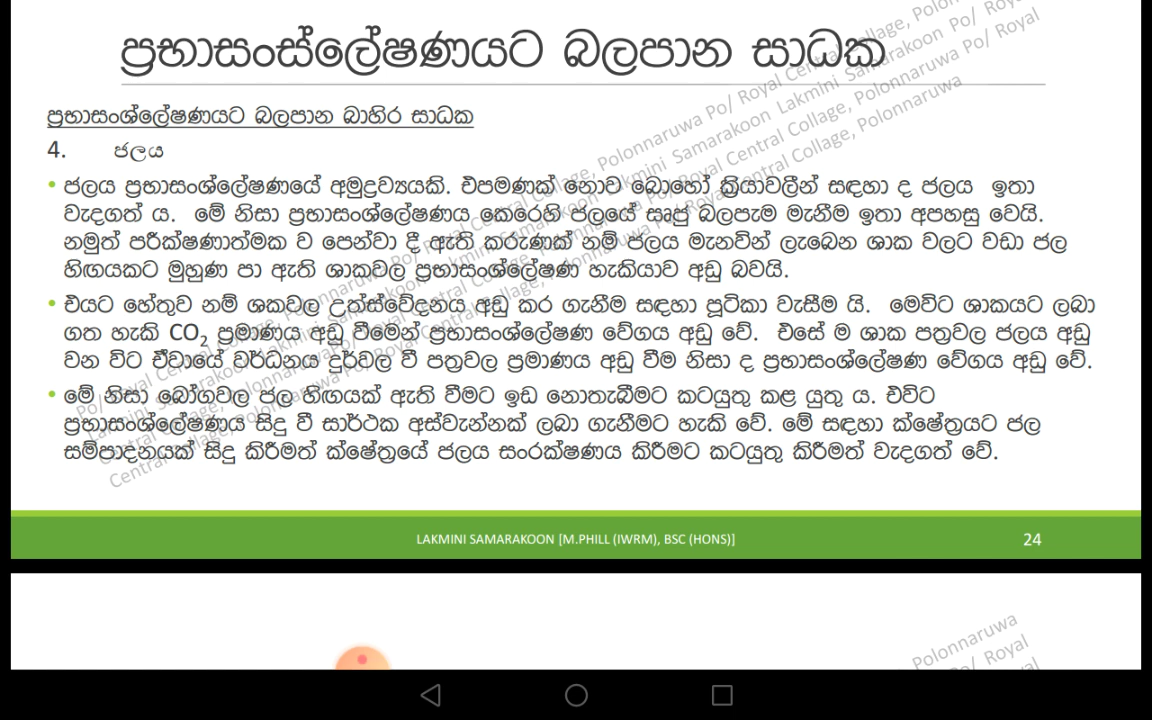 ප්‍රභාසංස්ලේෂණයට බලපාන සාධක
ප්‍රභාසංශ්ලේෂණයට බලපාන බාහිර සාධක
4. ජලය
• ජලය ප්‍රභාසංශ්ලේෂණයේ අමුද්‍රව්‍යයකි. එපමණක් නොව බොහෝ ක්‍රියාවලීන් සඳහා ද ජලය ඉතා
වැදගත් ය. මේ නිසා ප්‍රභාසංශ්ලේෂණය කෙරෙහි ජලයේ සෘජු බලපෑම මැනීම ඉතා අපහසු වෙයි.
නමුත් පරීක්ෂණාත්මක ව පෙන්වා දී ඇති කරුණක් නම් ජලය මැනවින් ලැබෙන ශාක වලට වඩා ජල
හිඟයකට මුහුණ පා ඇති ශාකවල ප්‍රභාසංශ්ලේෂණ හැකියාව අඩු බවයි.
• එයට හේතුව නම් ශකවල උත්ස්වේදනය අඩු කර ගැනීම සඳහා පූටිකා වැසීම යි. මෙවිට ශාකයට ලබා
ගත හැකි CO₂ ප්‍රමාණය අඩු වීමෙන් ප්‍රභාසංශ්ලේෂණ වේගය අඩු වේ. එසේ ම ශාක පත්‍රවල ජලය අඩු
වන විට ඒවායේ වර්ධනය දුර්වල වී පත්‍රවල ප්‍රමාණය අඩු වීම නිසා ද ප්‍රභාසංශ්ලේෂණ වේගය අඩු වේ.
• මේ නිසා බෝගවල ජල හිඟයක් ඇති වීමට ඉඩ නොතැබීමට කටයුතු කළ යුතු ය. එවිට
ප්‍රභාසංශ්ලේෂණය සිදු වී සාර්ථක අස්වැන්නක් ලබා ගැනීමට හැකි වේ. මේ සඳහා ක්ෂේත්‍රයට ජල
සම්පාදනයක් සිදු කිරීමත් ක්ෂේත්‍රයේ ජලය සංරක්ෂණය කිරීමට කටයුතු කිරීමත් වැදගත් වේ.
LAKMINI SAMARAKOON [M.PHILL (IWRM), BSC (HONS)] 24
Polonnaruwa
Po/ Royal